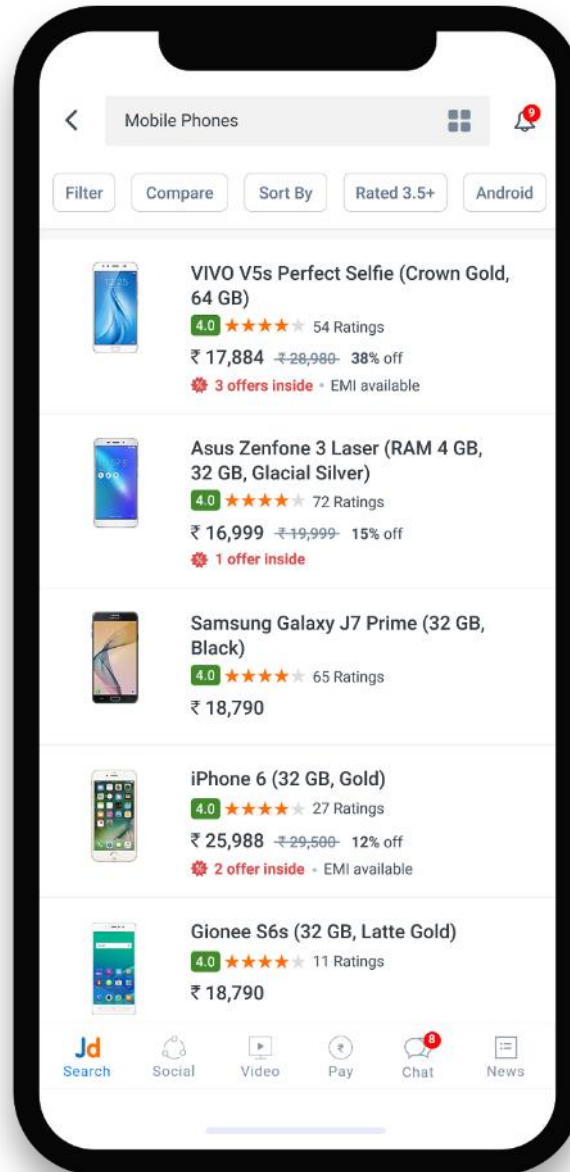 Mobile Phones
9
Filter
Compare
Sort By
Rated 3.5+
Android
VIVO V5s Perfect Selfie (Crown Gold,
64 GB)
4.0 ★★★★★ 54 Ratings
₹ 17,884 ₹ 28,980 38% off
3 offers inside • EMI available
Asus Zenfone 3 Laser (RAM 4 GB,
32 GB, Glacial Silver)
4.0 ★★★★★ 72 Ratings
₹ 16,999 ₹ 19,999 15% off
1 offer inside
Samsung Galaxy J7 Prime (32 GB,
Black)
4.0 ★★★★★ 65 Ratings
₹ 18,790
iPhone 6 (32 GB, Gold)
4.0 ★★★★★ 27 Ratings
₹ 25,988 ₹ 29,500 12% off
2 offer inside • EMI available
Gionee S6s (32 GB, Latte Gold)
4.0 ★★★★★ 11 Ratings
₹ 18,790
Jd
Search
Social
Video
₹
Pay
8
Chat
News